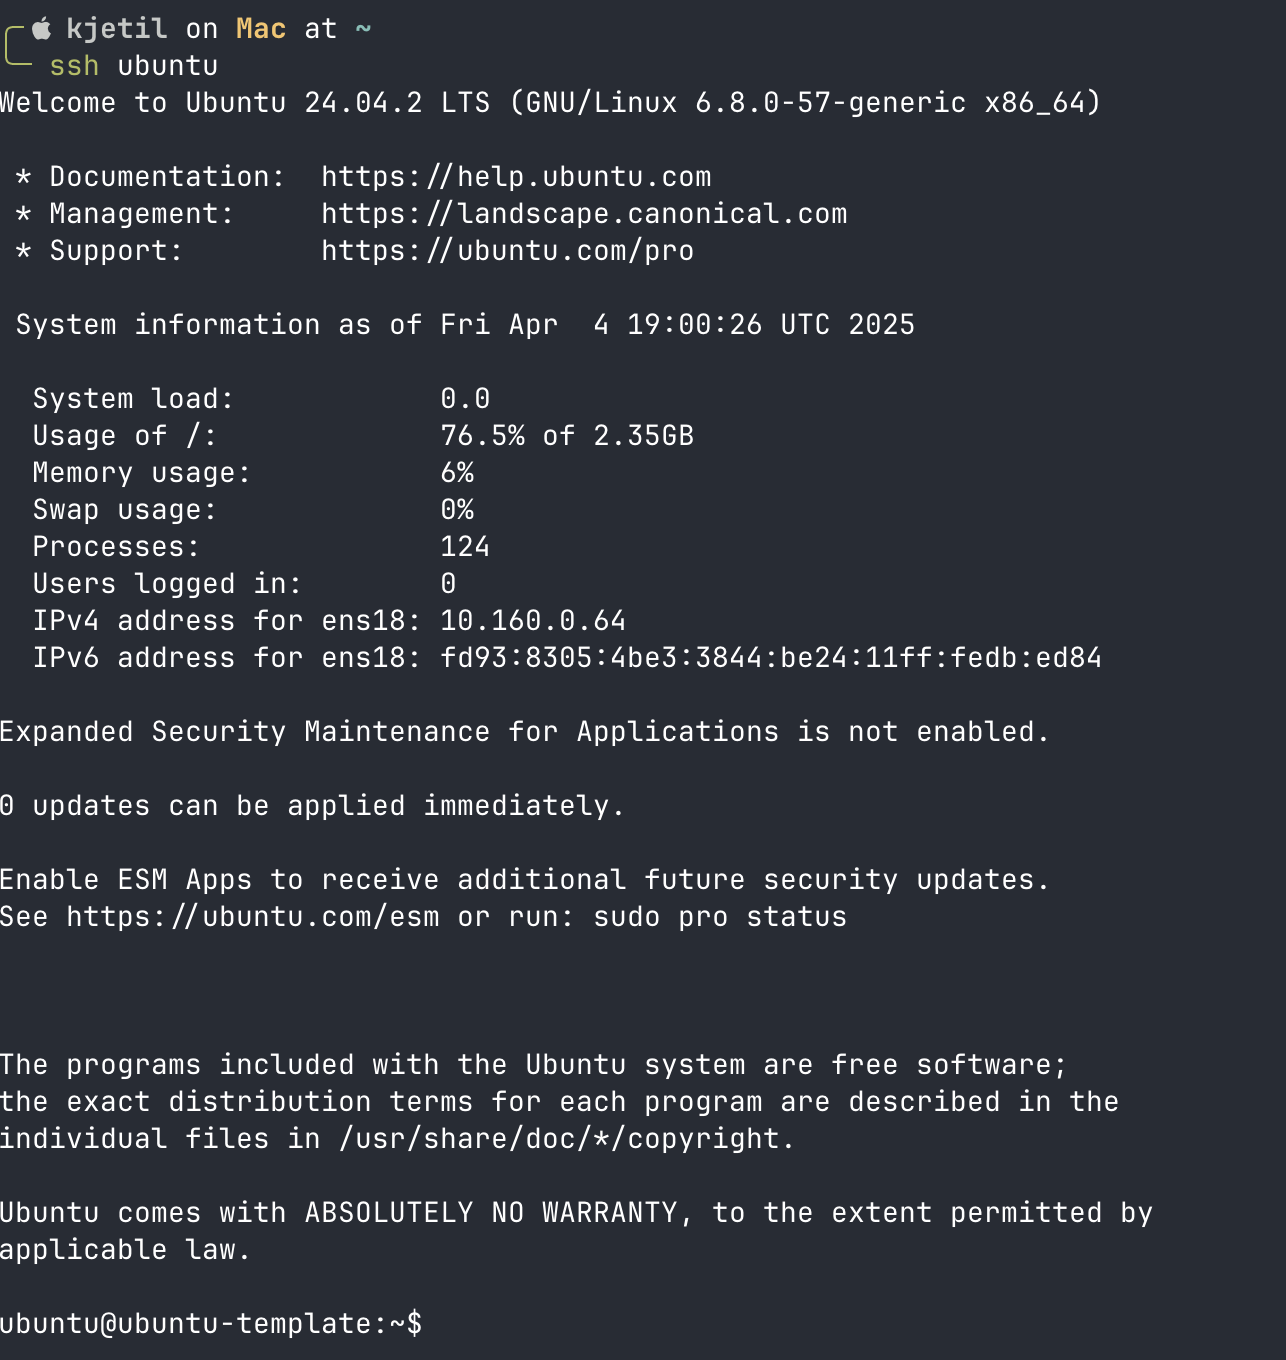 kjetil on Mac at ~
ssh ubuntu
Welcome to Ubuntu 24.04.2 LTS (GNU/Linux 6.8.0-57-generic x86_64)

 * Documentation:  https://help.ubuntu.com
 * Management:     https://landscape.canonical.com
 * Support:        https://ubuntu.com/pro

 System information as of Fri Apr  4 19:00:26 UTC 2025

  System load:            0.0
  Usage of /:             76.5% of 2.35GB
  Memory usage:           6%
  Swap usage:             0%
  Processes:              124
  Users logged in:        0
  IPv4 address for ens18: 10.160.0.64
  IPv6 address for ens18: fd93:8305:4be3:3844:be24:11ff:fedb:ed84

Expanded Security Maintenance for Applications is not enabled.

0 updates can be applied immediately.

Enable ESM Apps to receive additional future security updates.
See https://ubuntu.com/esm or run: sudo pro status

The programs included with the Ubuntu system are free software;
the exact distribution terms for each program are described in the
individual files in /usr/share/doc/*/copyright.

Ubuntu comes with ABSOLUTELY NO WARRANTY, to the extent permitted by
applicable law.

ubuntu@ubuntu-template:~$